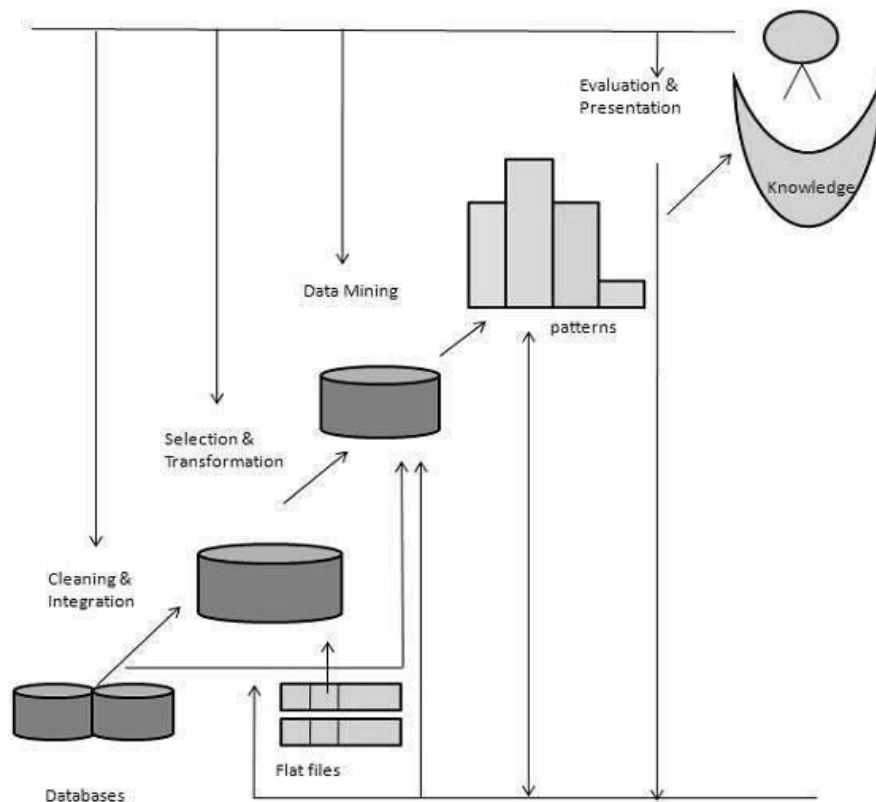 Evaluation &
Presentation
Knowledge
Data Mining
patterns
Selection &
Transformation
Cleaning &
Integration
Flat files
Databases